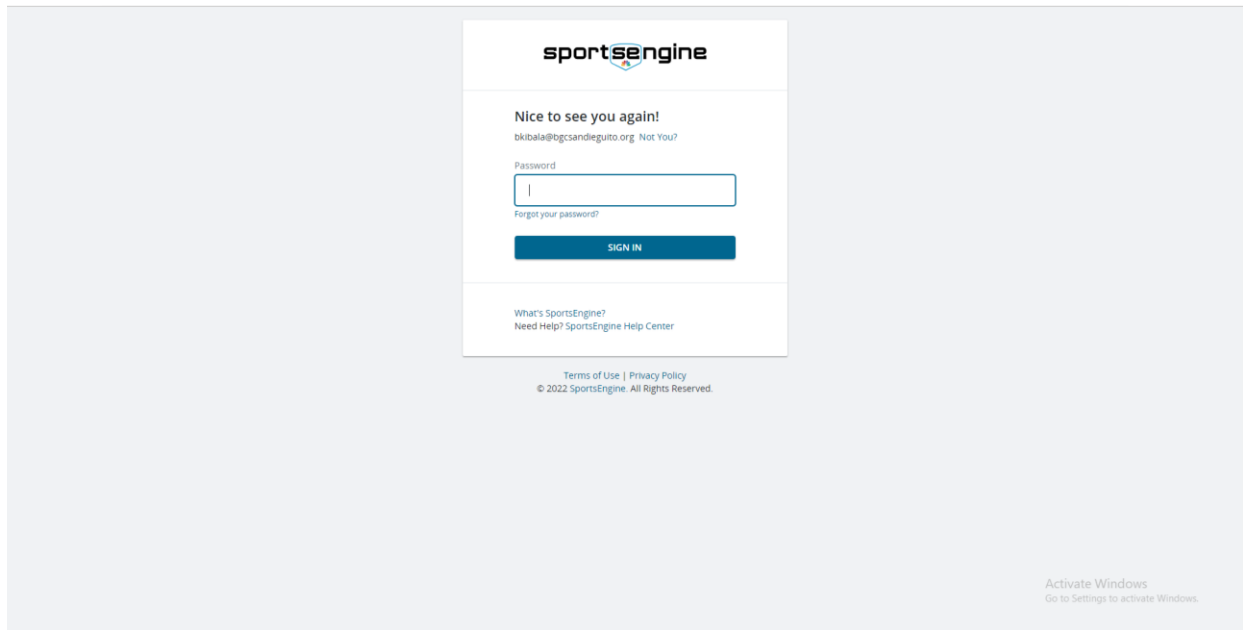 sportsengine
Nice to see you again!
bkibala@bgcsandieguito.org Not You?
Password
Forgot your password?
SIGN IN
What's SportsEngine?
Need Help? SportsEngine Help Center
Terms of Use | Privacy Policy
© 2022 SportsEngine. All Rights Reserved.
Activate Windows
Go to Settings to activate Windows.